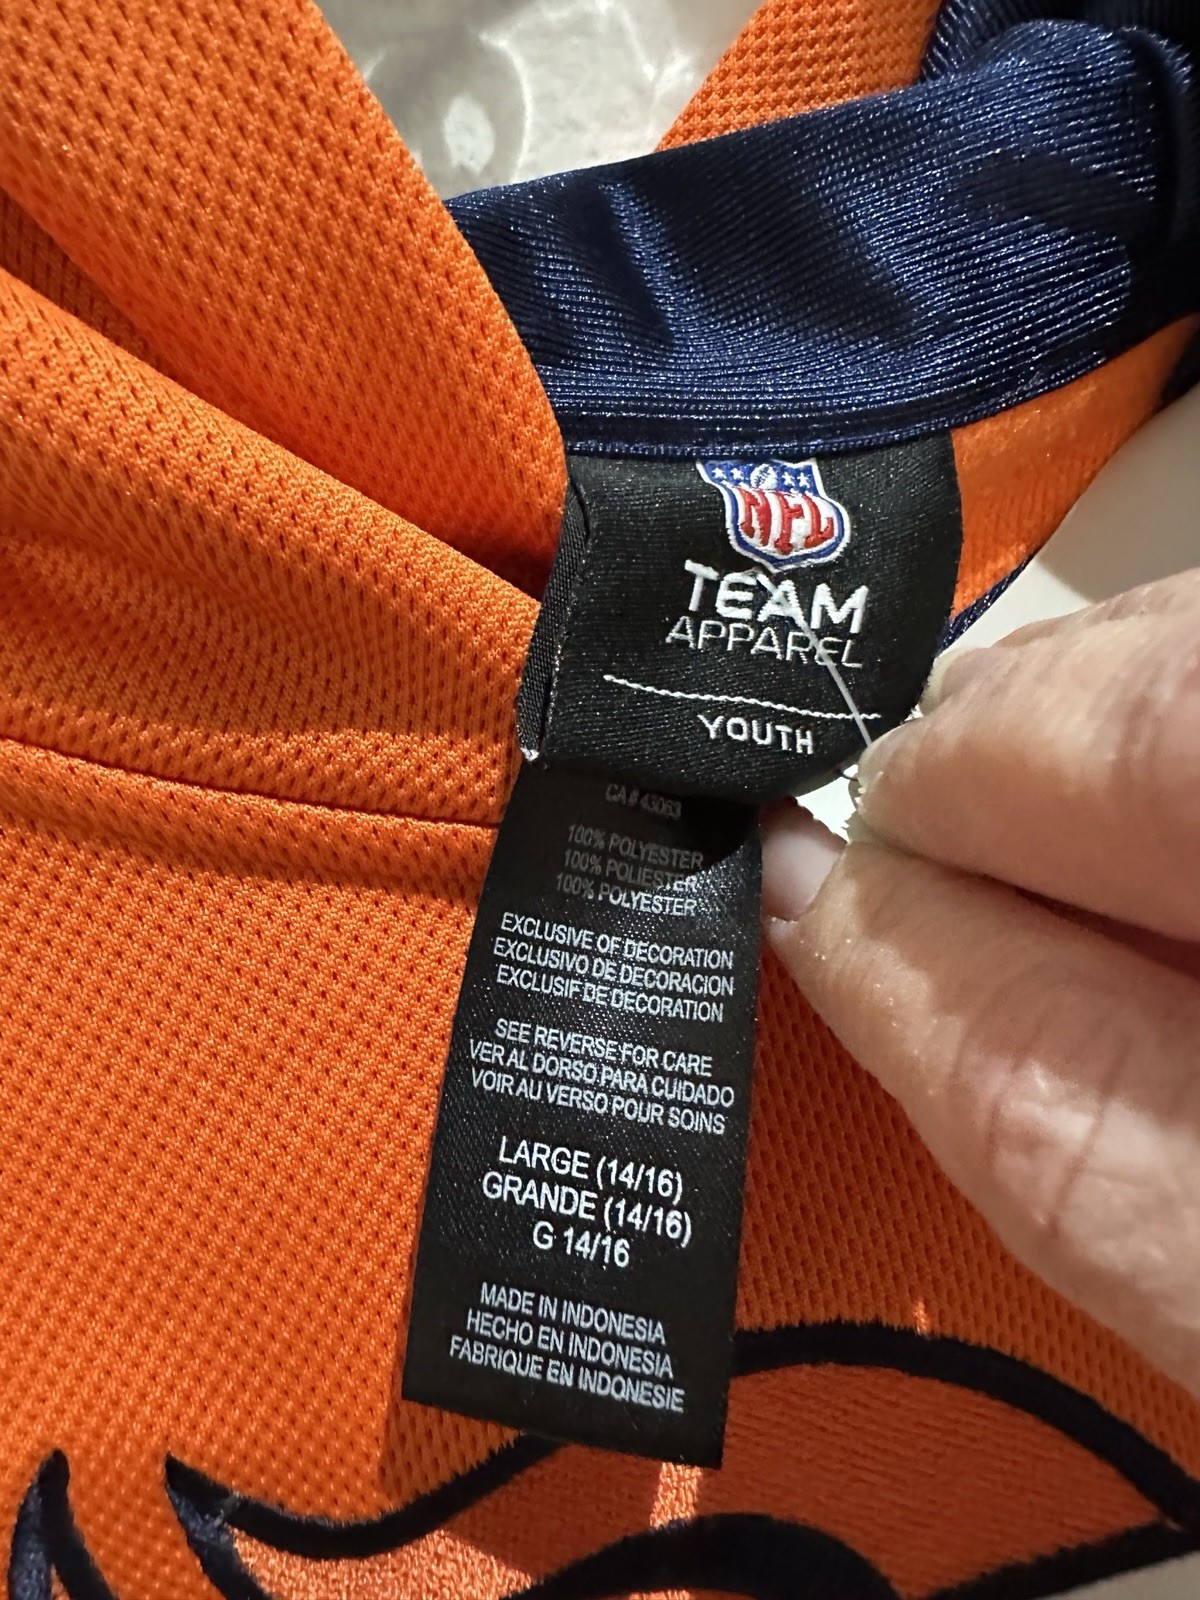 NFL
TEAM
APPAREL
YOUTH
CA# 43063
100% POLYESTER
100% POLIESTER
100% POLYESTER
EXCLUSIVE OF DECORATION
EXCLUSIVO DE DECORACION
EXCLUSIF DE DECORATION
SEE REVERSE FOR CARE
VER AL DORSO PARA CUIDADO
VOIR AU VERSO POUR SOINS
LARGE (14/16)
GRANDE (14/16)
G 14/16
MADE IN INDONESIA
HECHO EN INDONESIA
FABRIQUE EN INDONESIE